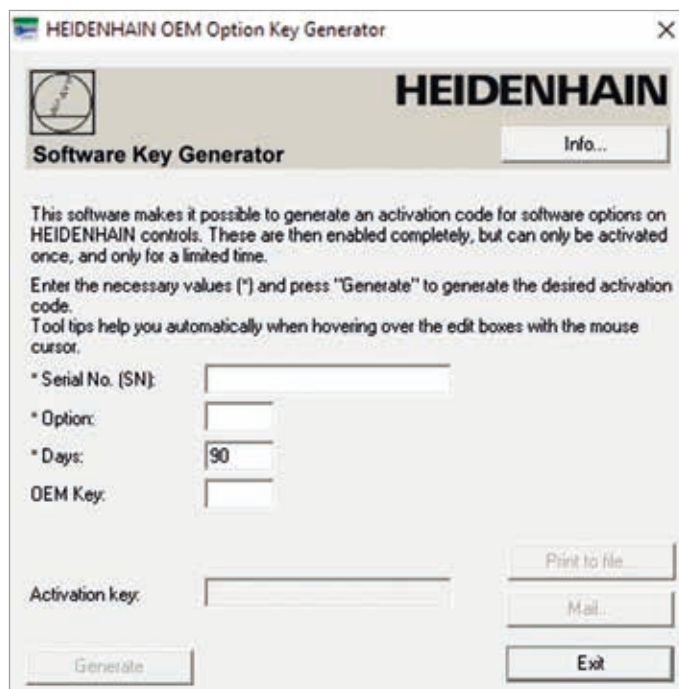 HEIDENHAIN OEM Option Key Generator
HEIDENHAIN
Software Key Generator
Info...
This software makes it possible to generate an activation code for software options on
HEIDENHAIN controls. These are then enabled completely, but can only be activated
once, and only for a limited time.
Enter the necessary values (*) and press "Generate" to generate the desired activation
code.
Tool tips help you automatically when hovering over the edit boxes with the mouse
cursor.
* Serial No. (SN):
* Option:
* Days: 90
OEM Key:
Print to file...
Activation key:
Mail...
Generate
Exit